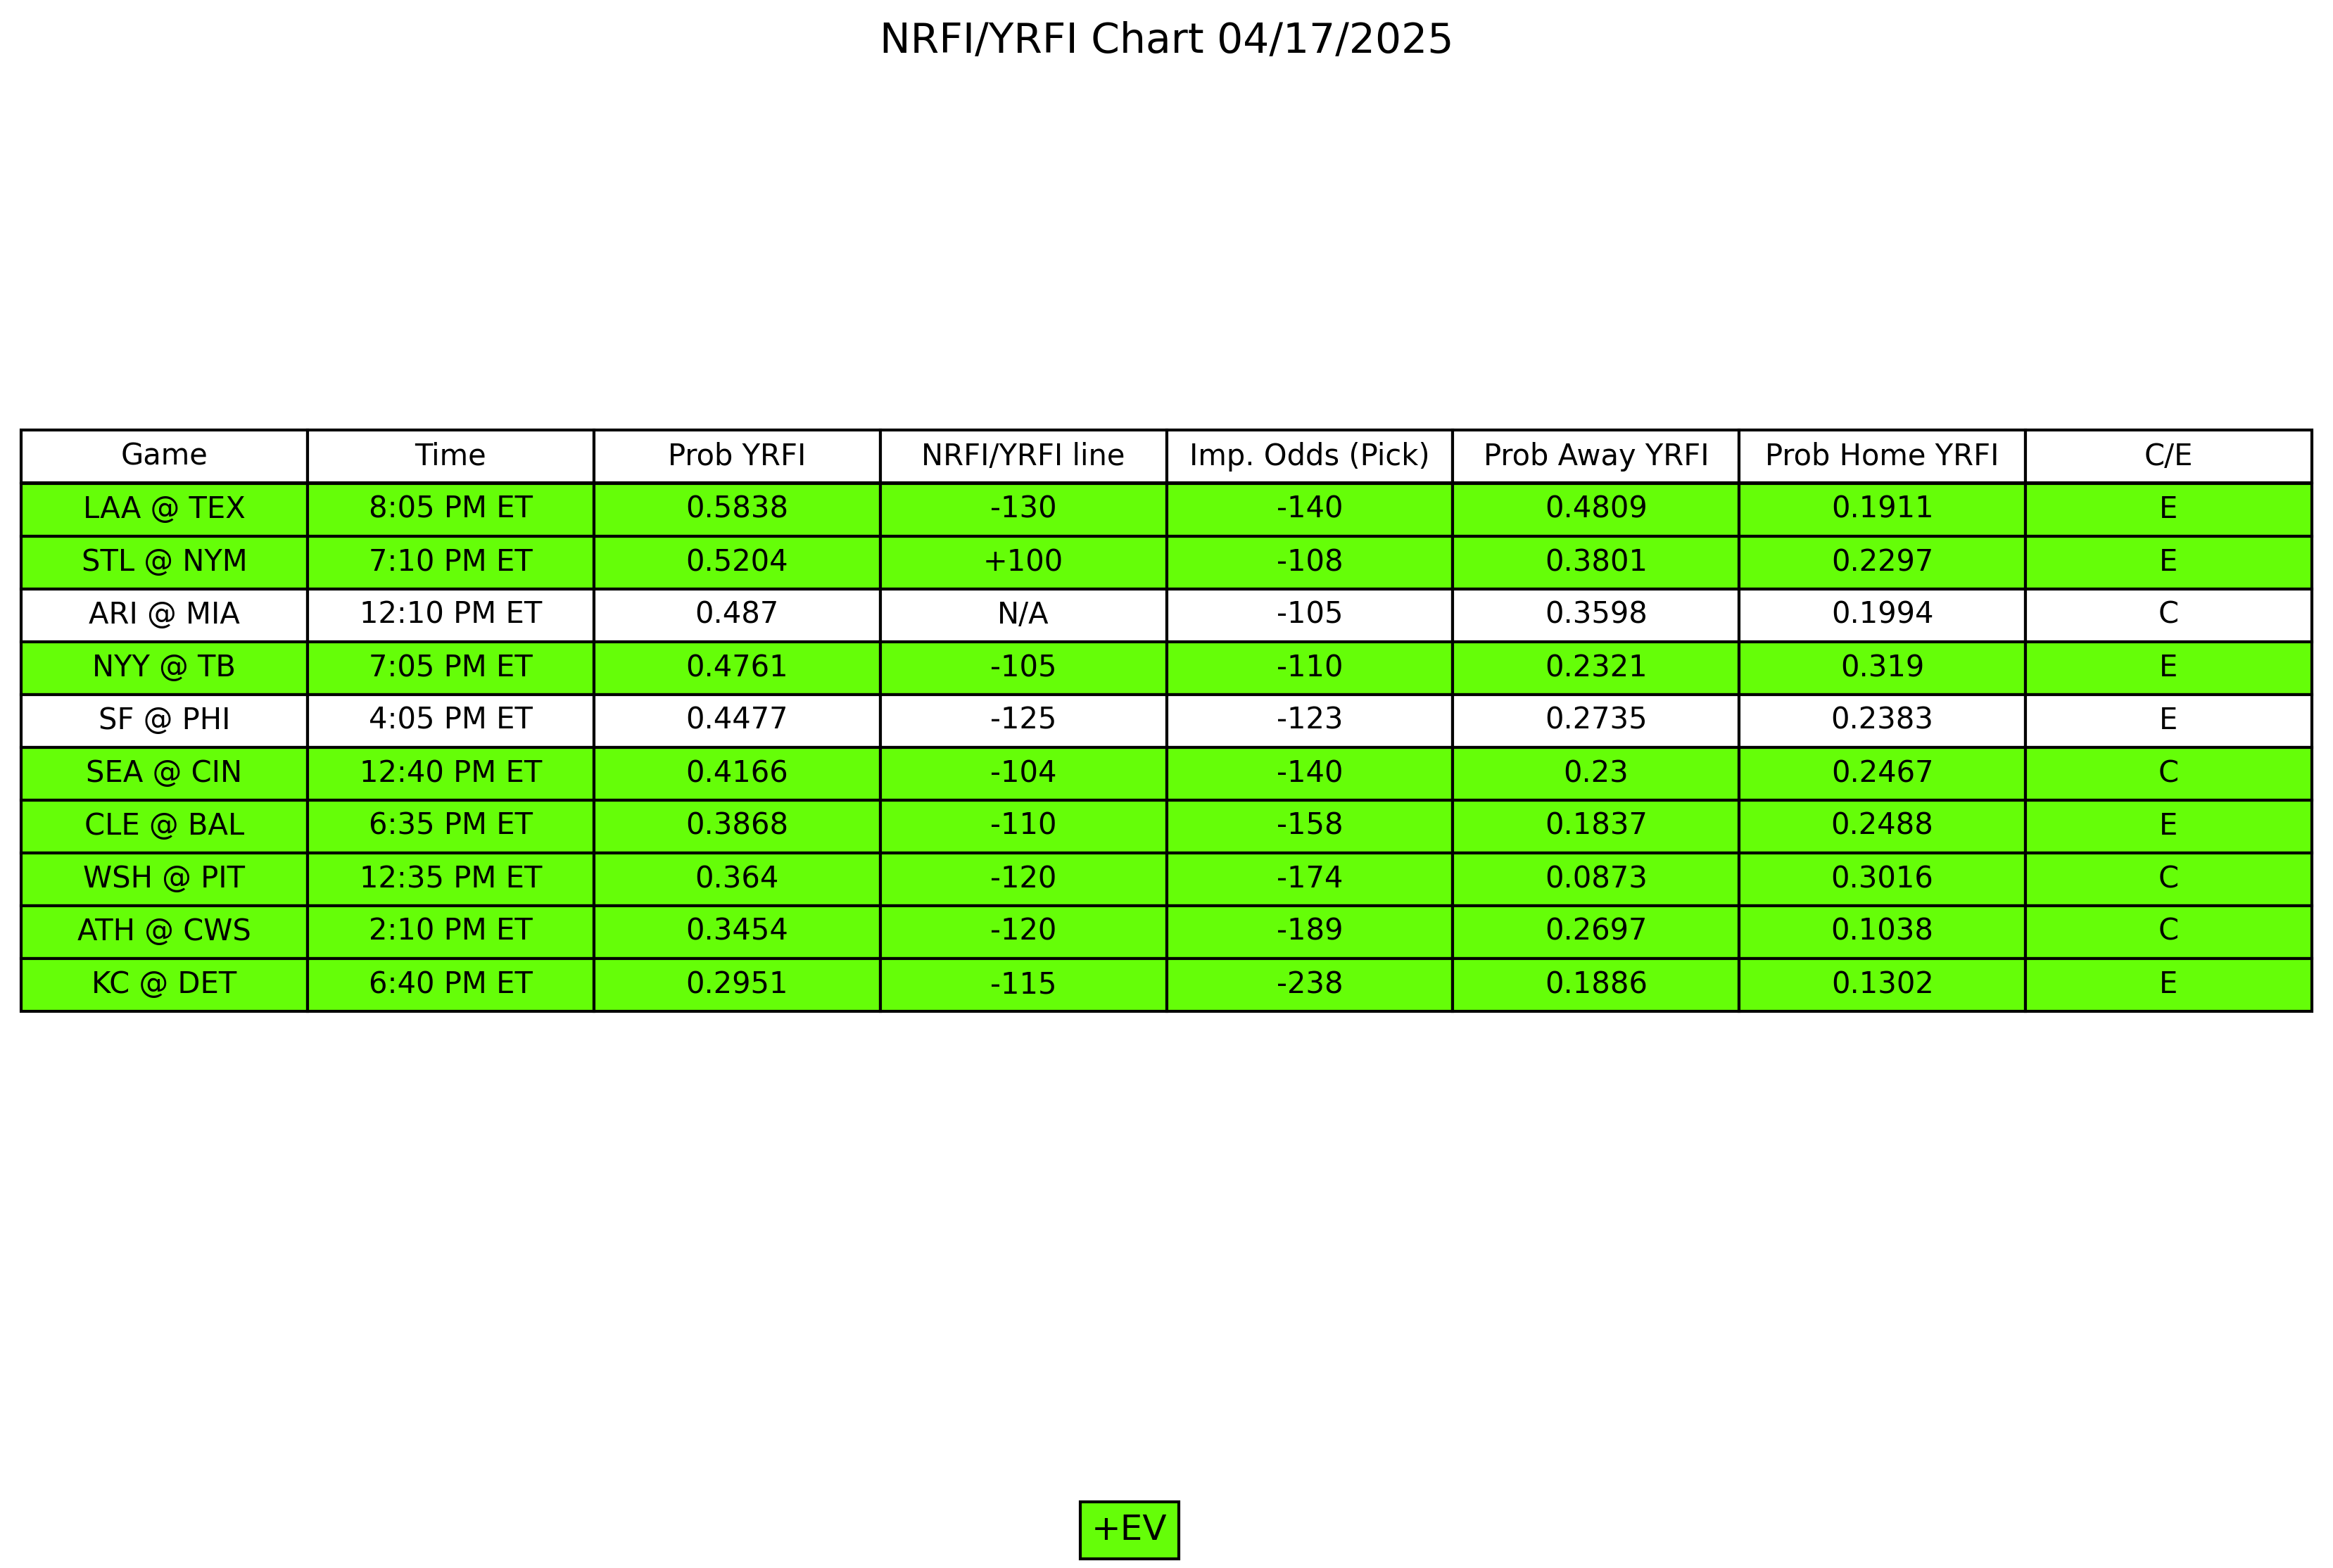 NRFI/YRFI Chart 04/17/2025
Game Time Prob YRFI NRFI/YRFI line Imp. Odds (Pick) Prob Away YRFI Prob Home YRFI C/E
LAA @ TEX 8:05 PM ET 0.5838 -130 -140 0.4809 0.1911 E
STL @ NYM 7:10 PM ET 0.5204 +100 -108 0.3801 0.2297 E
ARI @ MIA 12:10 PM ET 0.487 N/A -105 0.3598 0.1994 C
NYY @ TB 7:05 PM ET 0.4761 -105 -110 0.2321 0.319 E
SF @ PHI 4:05 PM ET 0.4477 -125 -123 0.2735 0.2383 E
SEA @ CIN 12:40 PM ET 0.4166 -104 -140 0.23 0.2467 C
CLE @ BAL 6:35 PM ET 0.3868 -110 -158 0.1837 0.2488 E
WSH @ PIT 12:35 PM ET 0.364 -120 -174 0.0873 0.3016 C
ATH @ CWS 2:10 PM ET 0.3454 -120 -189 0.2697 0.1038 C
KC @ DET 6:40 PM ET 0.2951 -115 -238 0.1886 0.1302 E
+EV